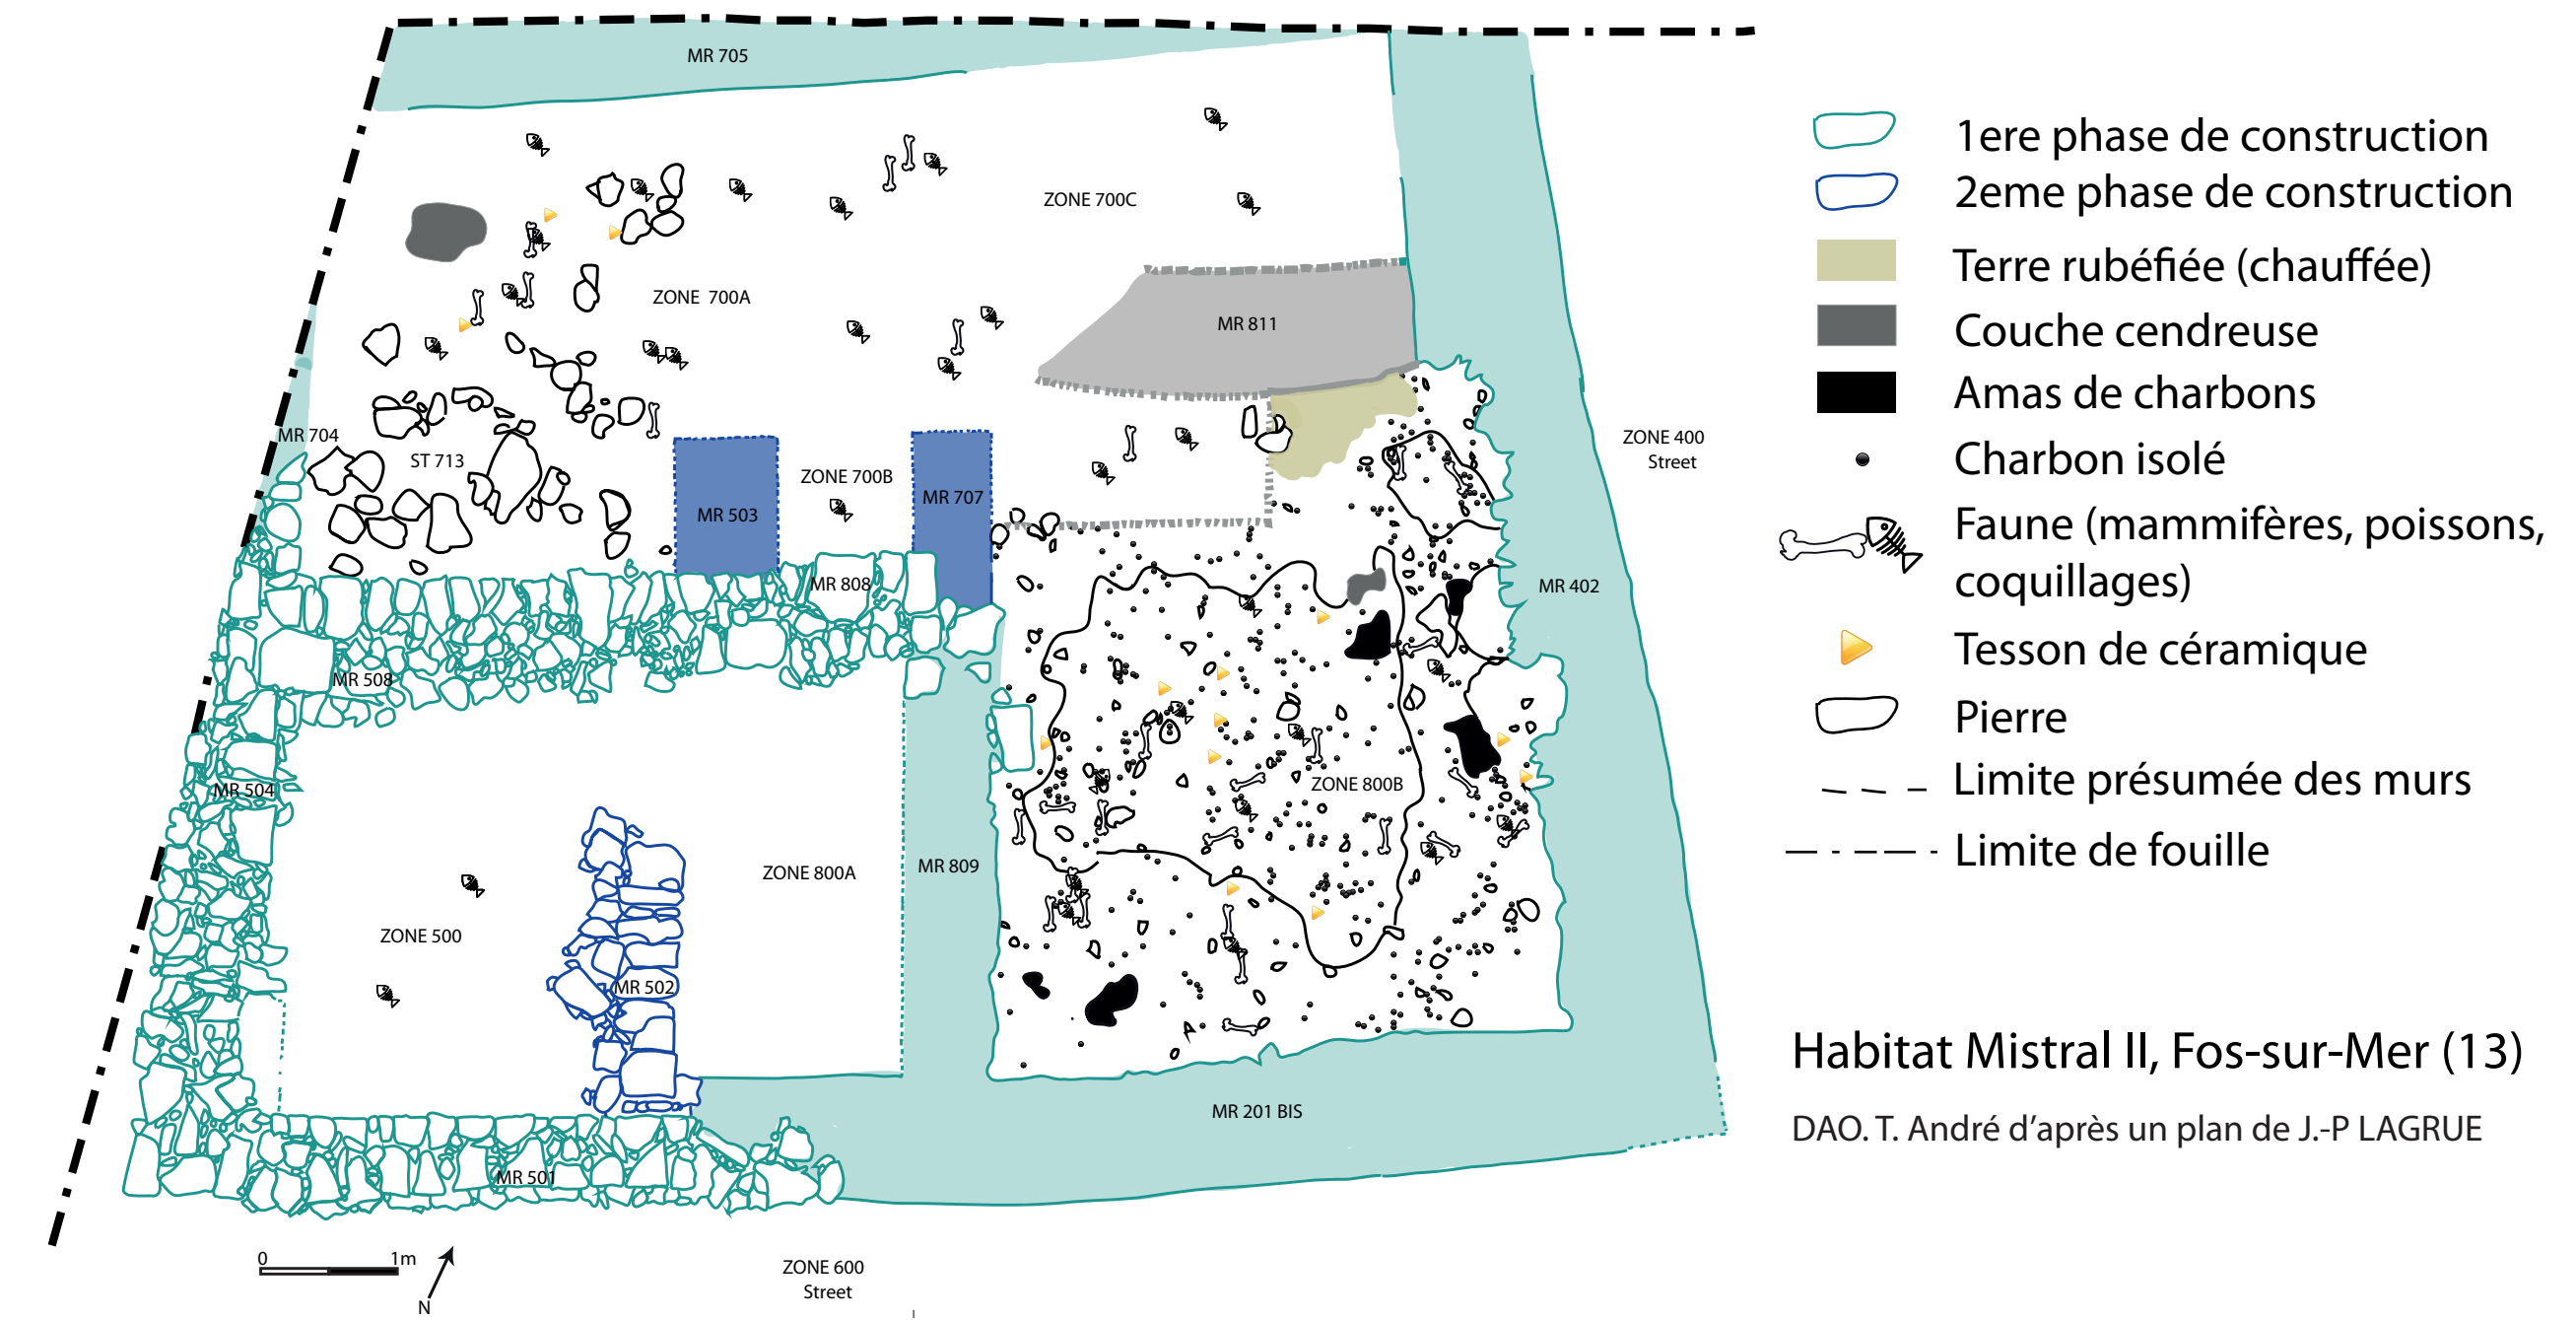 MR 705
ZONE 700C
ZONE 700A
MR 811
MR 704
ST 713
ZONE 700B
MR 503
MR 707
ZONE 400
Street
MR 808
MR 402
MR 508
MR 504
ZONE 800B
ZONE 800A
MR 809
ZONE 500
MR 502
MR 201 BIS
MR 501
0 1m
N
ZONE 600
Street
1ere phase de construction
2eme phase de construction
Terre rubéfiée (chauffée)
Couche cendreuse
Amas de charbons
Charbon isolé
Faune (mammifères, poissons,
coquillages)
Tesson de céramique
Pierre
Limite présumée des murs
Limite de fouille
Habitat Mistral II, Fos-sur-Mer (13)
DAO. T. André d’après un plan de J.-P LAGRUE